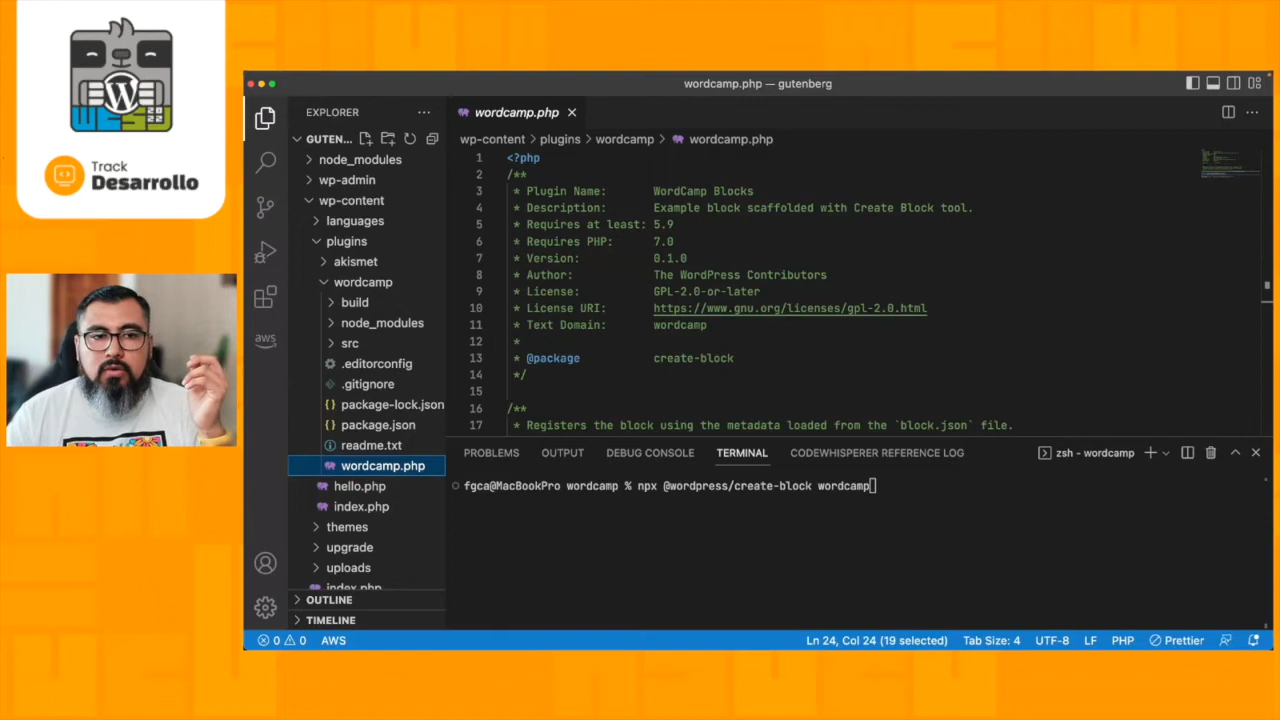 WCES
2022
Track
Desarrollo
wordcamp.php — gutenberg
EXPLORER
GUTEN...
node_modules
wp-admin
wp-content
languages
plugins
akismet
wordcamp
build
node_modules
src
.editorconfig
.gitignore
package-lock.json
package.json
readme.txt
wordcamp.php
hello.php
index.php
themes
upgrade
uploads
index.php
OUTLINE
TIMELINE
aws
wordcamp.php
wp-content > plugins > wordcamp > wordcamp.php
1 <?php
2 /**
3 * Plugin Name: WordCamp Blocks
4 * Description: Example block scaffolded with Create Block tool.
5 * Requires at least: 5.9
6 * Requires PHP: 7.0
7 * Version: 0.1.0
8 * Author: The WordPress Contributors
9 * License: GPL-2.0-or-later
10 * License URI: https://www.gnu.org/licenses/gpl-2.0.html
11 * Text Domain: wordcamp
12 *
13 * @package create-block
14 */
15
16 /**
17 * Registers the block using the metadata loaded from the `block.json` file.
PROBLEMS OUTPUT DEBUG CONSOLE TERMINAL CODEWHISPERER REFERENCE LOG zsh - wordcamp
fgca@MacBookPro wordcamp % npx @wordpress/create-block wordcamp
0 0 AWS Ln 24, Col 24 (19 selected) Tab Size: 4 UTF-8 LF PHP Prettier